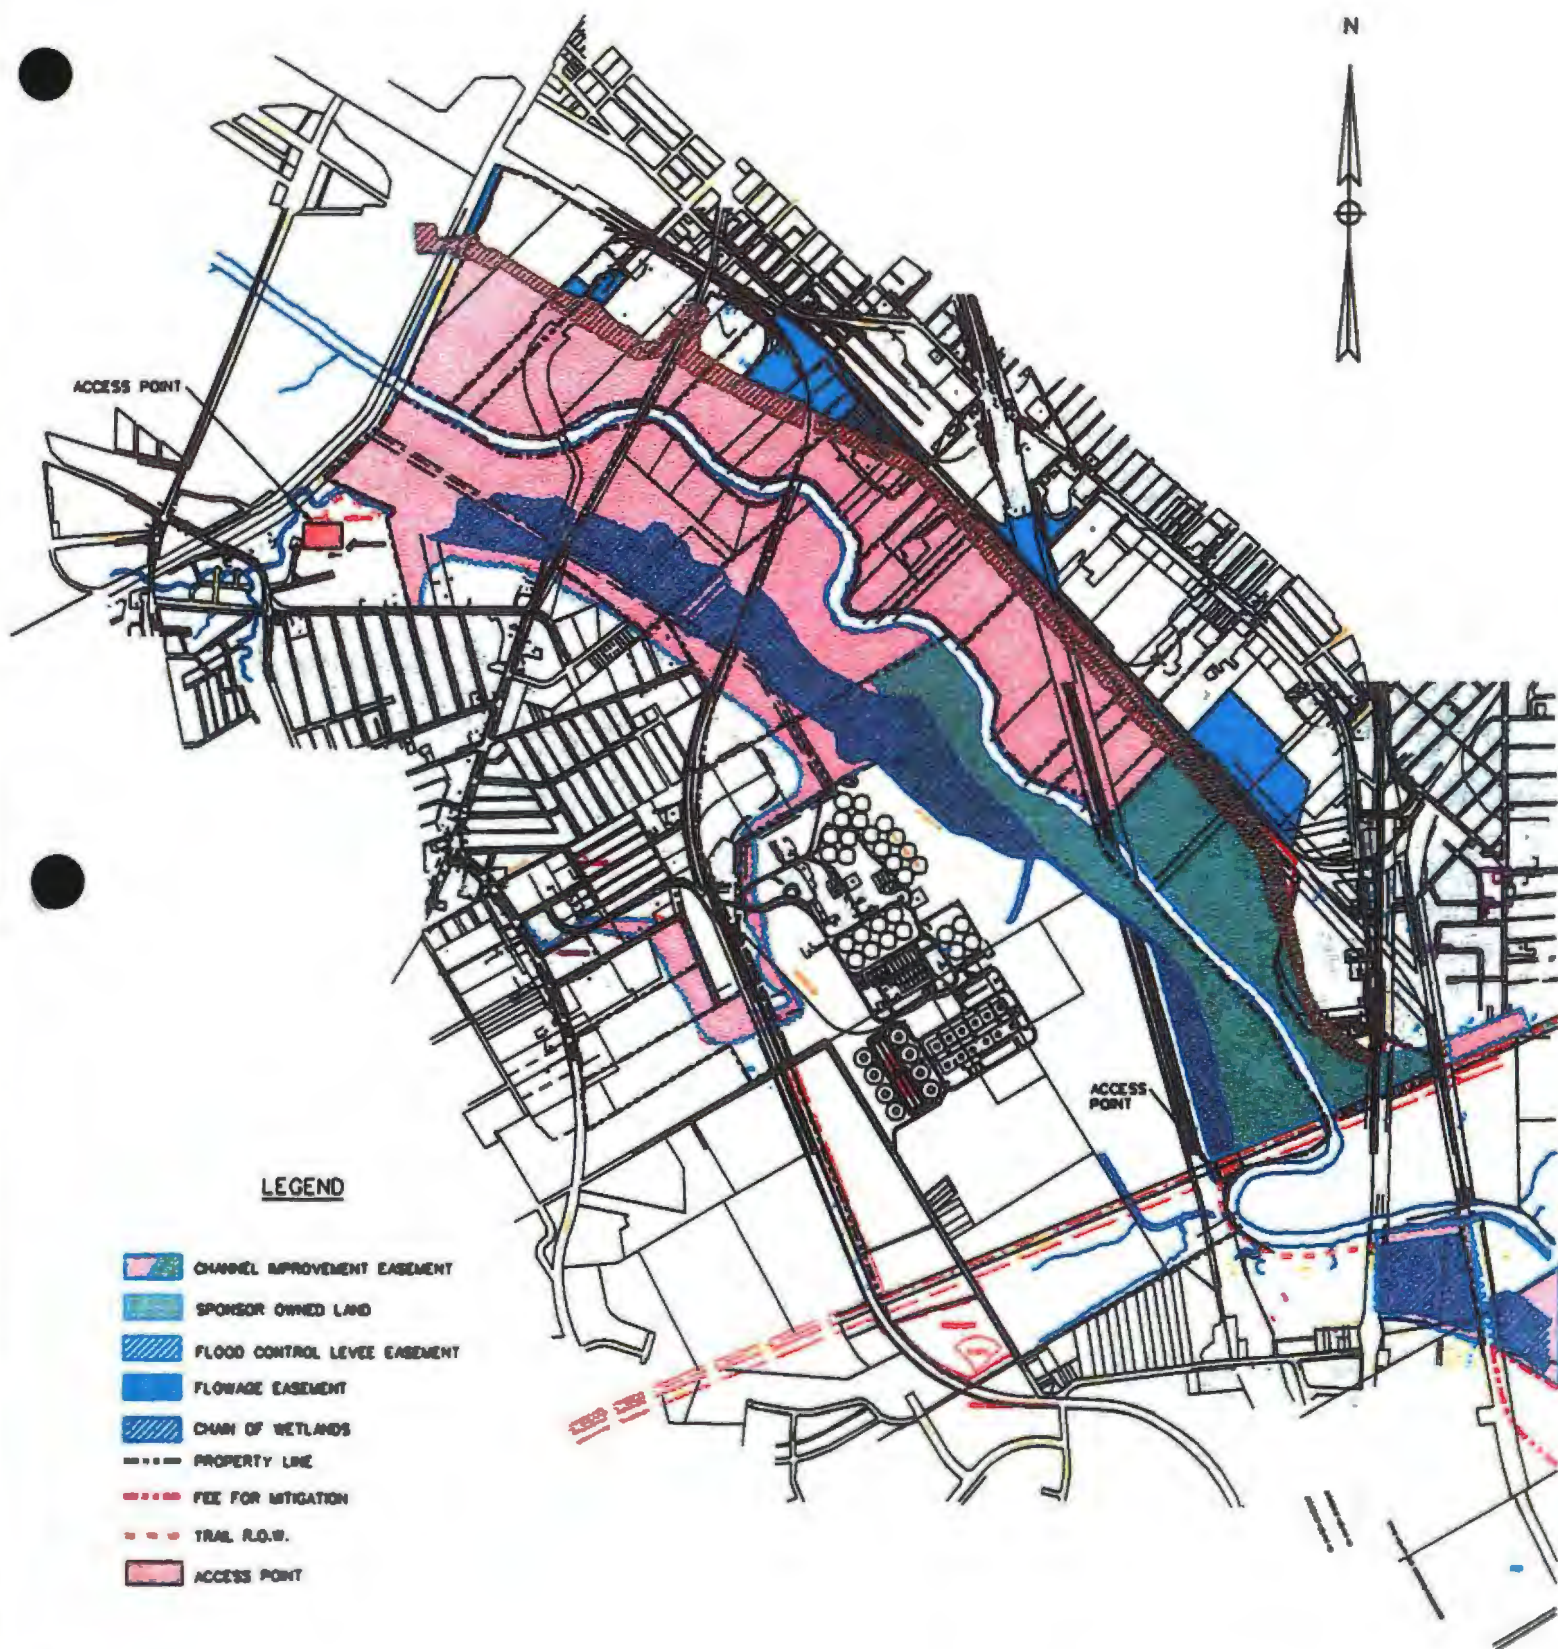 N
ACCESS POINT
ACCESS
POINT
LEGEND
CHANNEL IMPROVEMENT EASEMENT
SPONSOR OWNED LAND
FLOOD CONTROL LEVEE EASEMENT
FLOWAGE EASEMENT
CHAIN OF WETLANDS
PROPERTY LINE
FEE FOR MITIGATION
TRAIL R.O.W.
ACCESS POINT